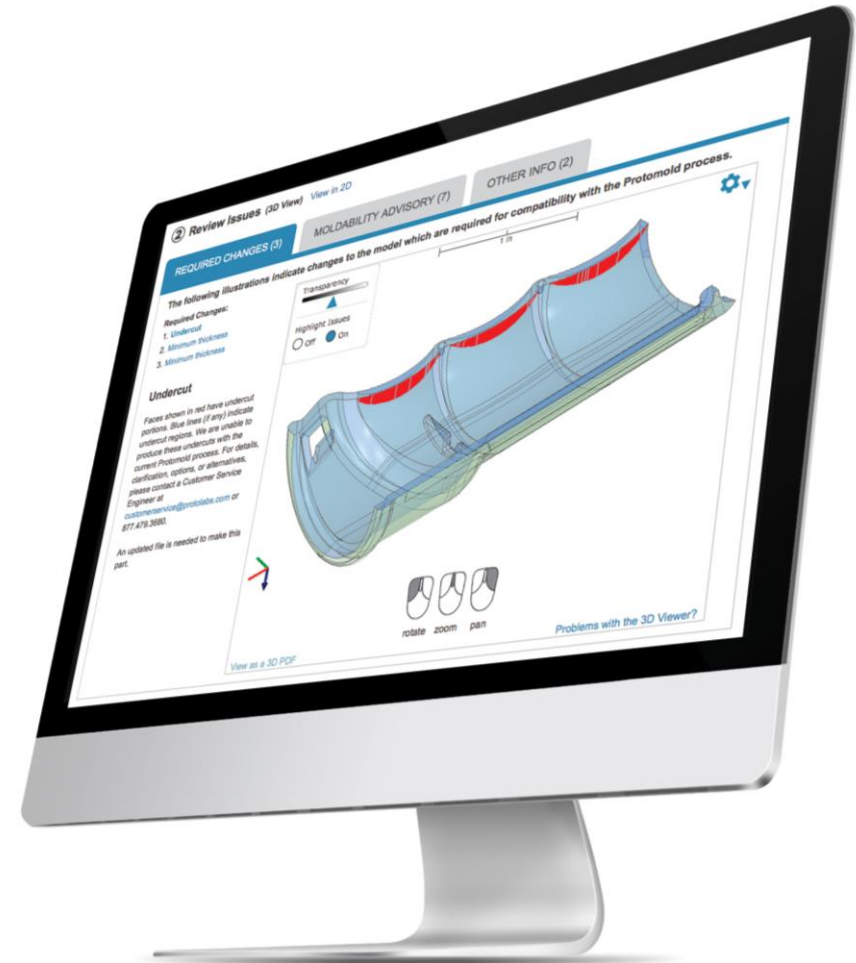 ② Review Issues (3D View) View in 2D
REQUIRED CHANGES (3)
MOLDABILITY ADVISORY (7)
OTHER INFO (2)
The following illustrations indicate changes to the model which are required for compatibility with the Protomold process.
Required Changes:
1. Undercut
2. Minimum thickness
3. Minimum thickness
Undercut
Faces shown in red have undercut
portions. Blue lines (if any) indicate
undercut regions. We are unable to
produce these undercuts with the
current Protomold process. For details,
clarification, options, or alternatives,
please contact a Customer Service
Engineer at
customerservice@protolabs.com or
877.479.3680.
An updated file is needed to make this
part.
Transparency
Highlight Issues
Off On
1 in
rotate zoom pan
View as a 3D PDF
Problems with the 3D Viewer?